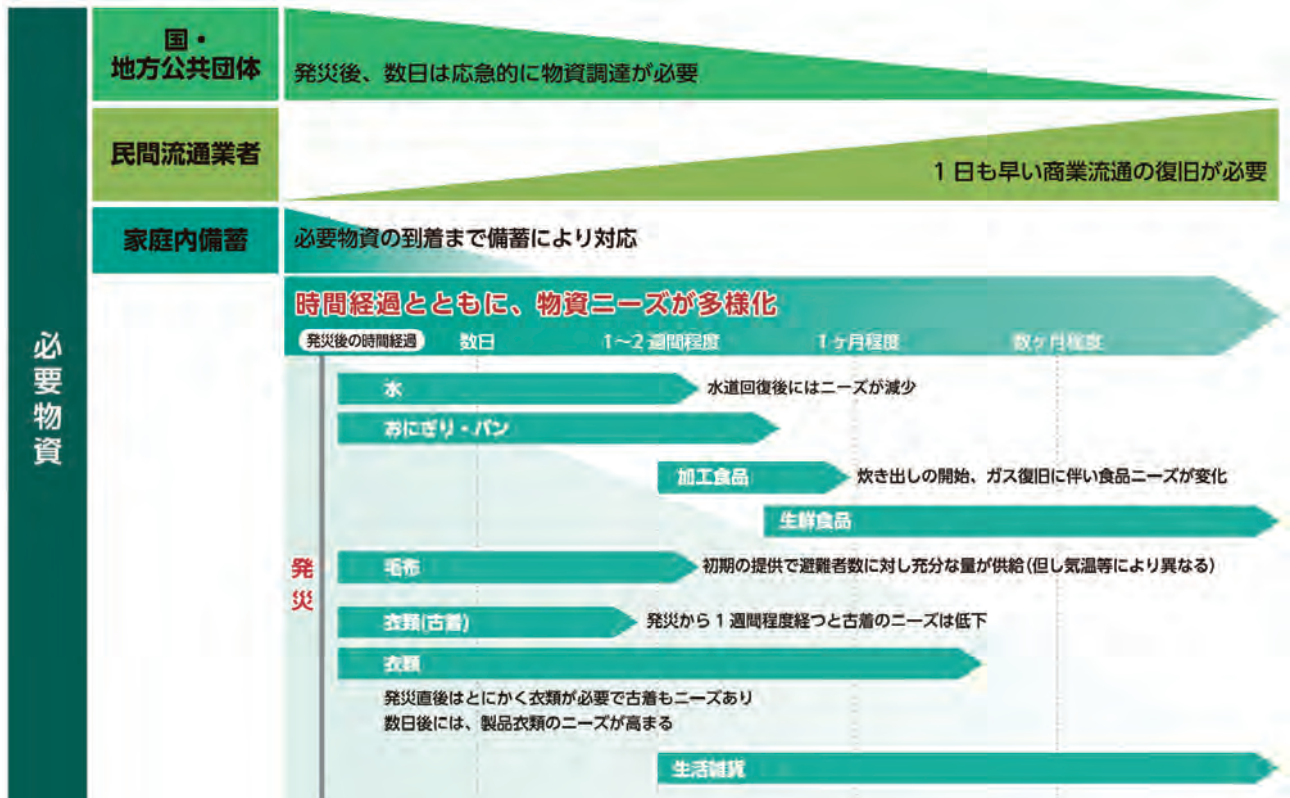 国・
地方公共団体
発災後、数日は応急的に物資調達が必要
民間流通業者
1日も早い商業流通の復旧が必要
家庭内備蓄
必要物資の到着まで備蓄により対応
必要物資
時間経過とともに、物資ニーズが多様化
発災後の時間経過 数日 1～2週間程度 1ヶ月程度 数ヶ月程度
発災
水 水道回復後にはニーズが減少
おにぎり・パン
加工食品 炊き出しの開始、ガス復旧に伴い食品ニーズが変化
生鮮食品
毛布 初期の提供で避難者数に対し充分な量が供給(但し気温等により異なる)
衣類(古着) 発災から1週間程度経つと古着のニーズは低下
衣類
発災直後はとにかく衣類が必要で古着もニーズあり
数日後には、製品衣類のニーズが高まる
生活雑貨